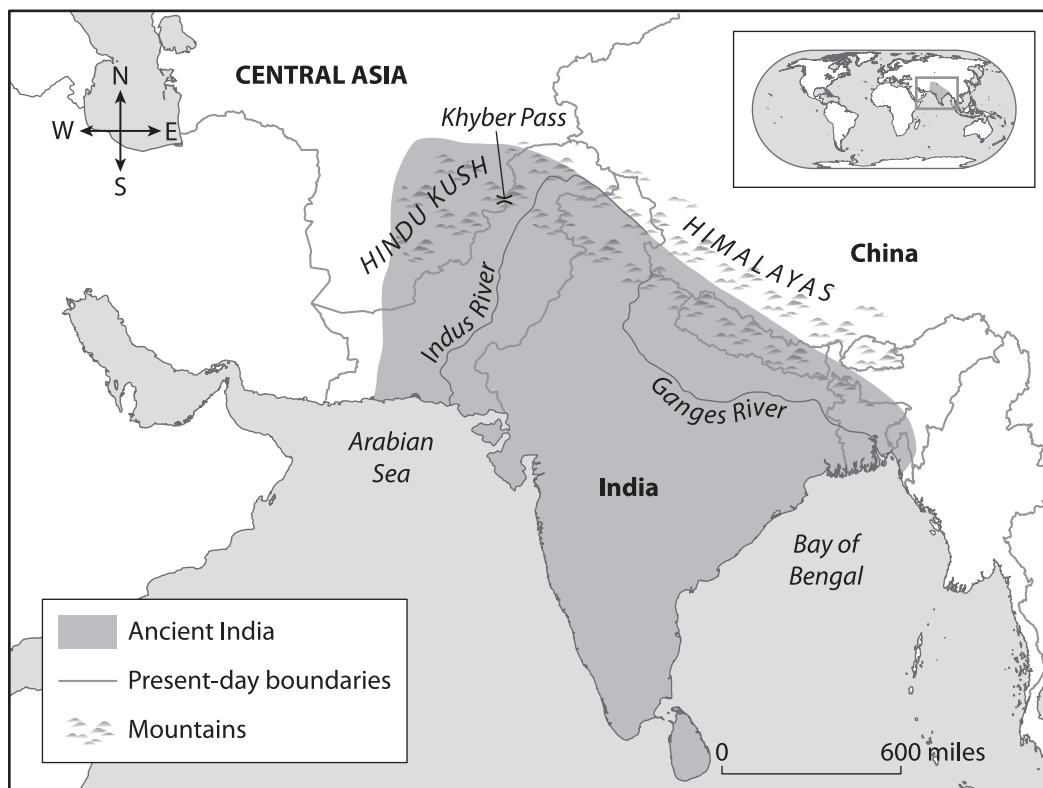 CENTRAL ASIA
N
W
E
S
Khyber Pass
HINDU KUSH
HIMALAYAS
China
Indus River
Ganges River
Arabian
Sea
India
Bay of
Bengal
Ancient India
Present-day boundaries
Mountains
0
600 miles